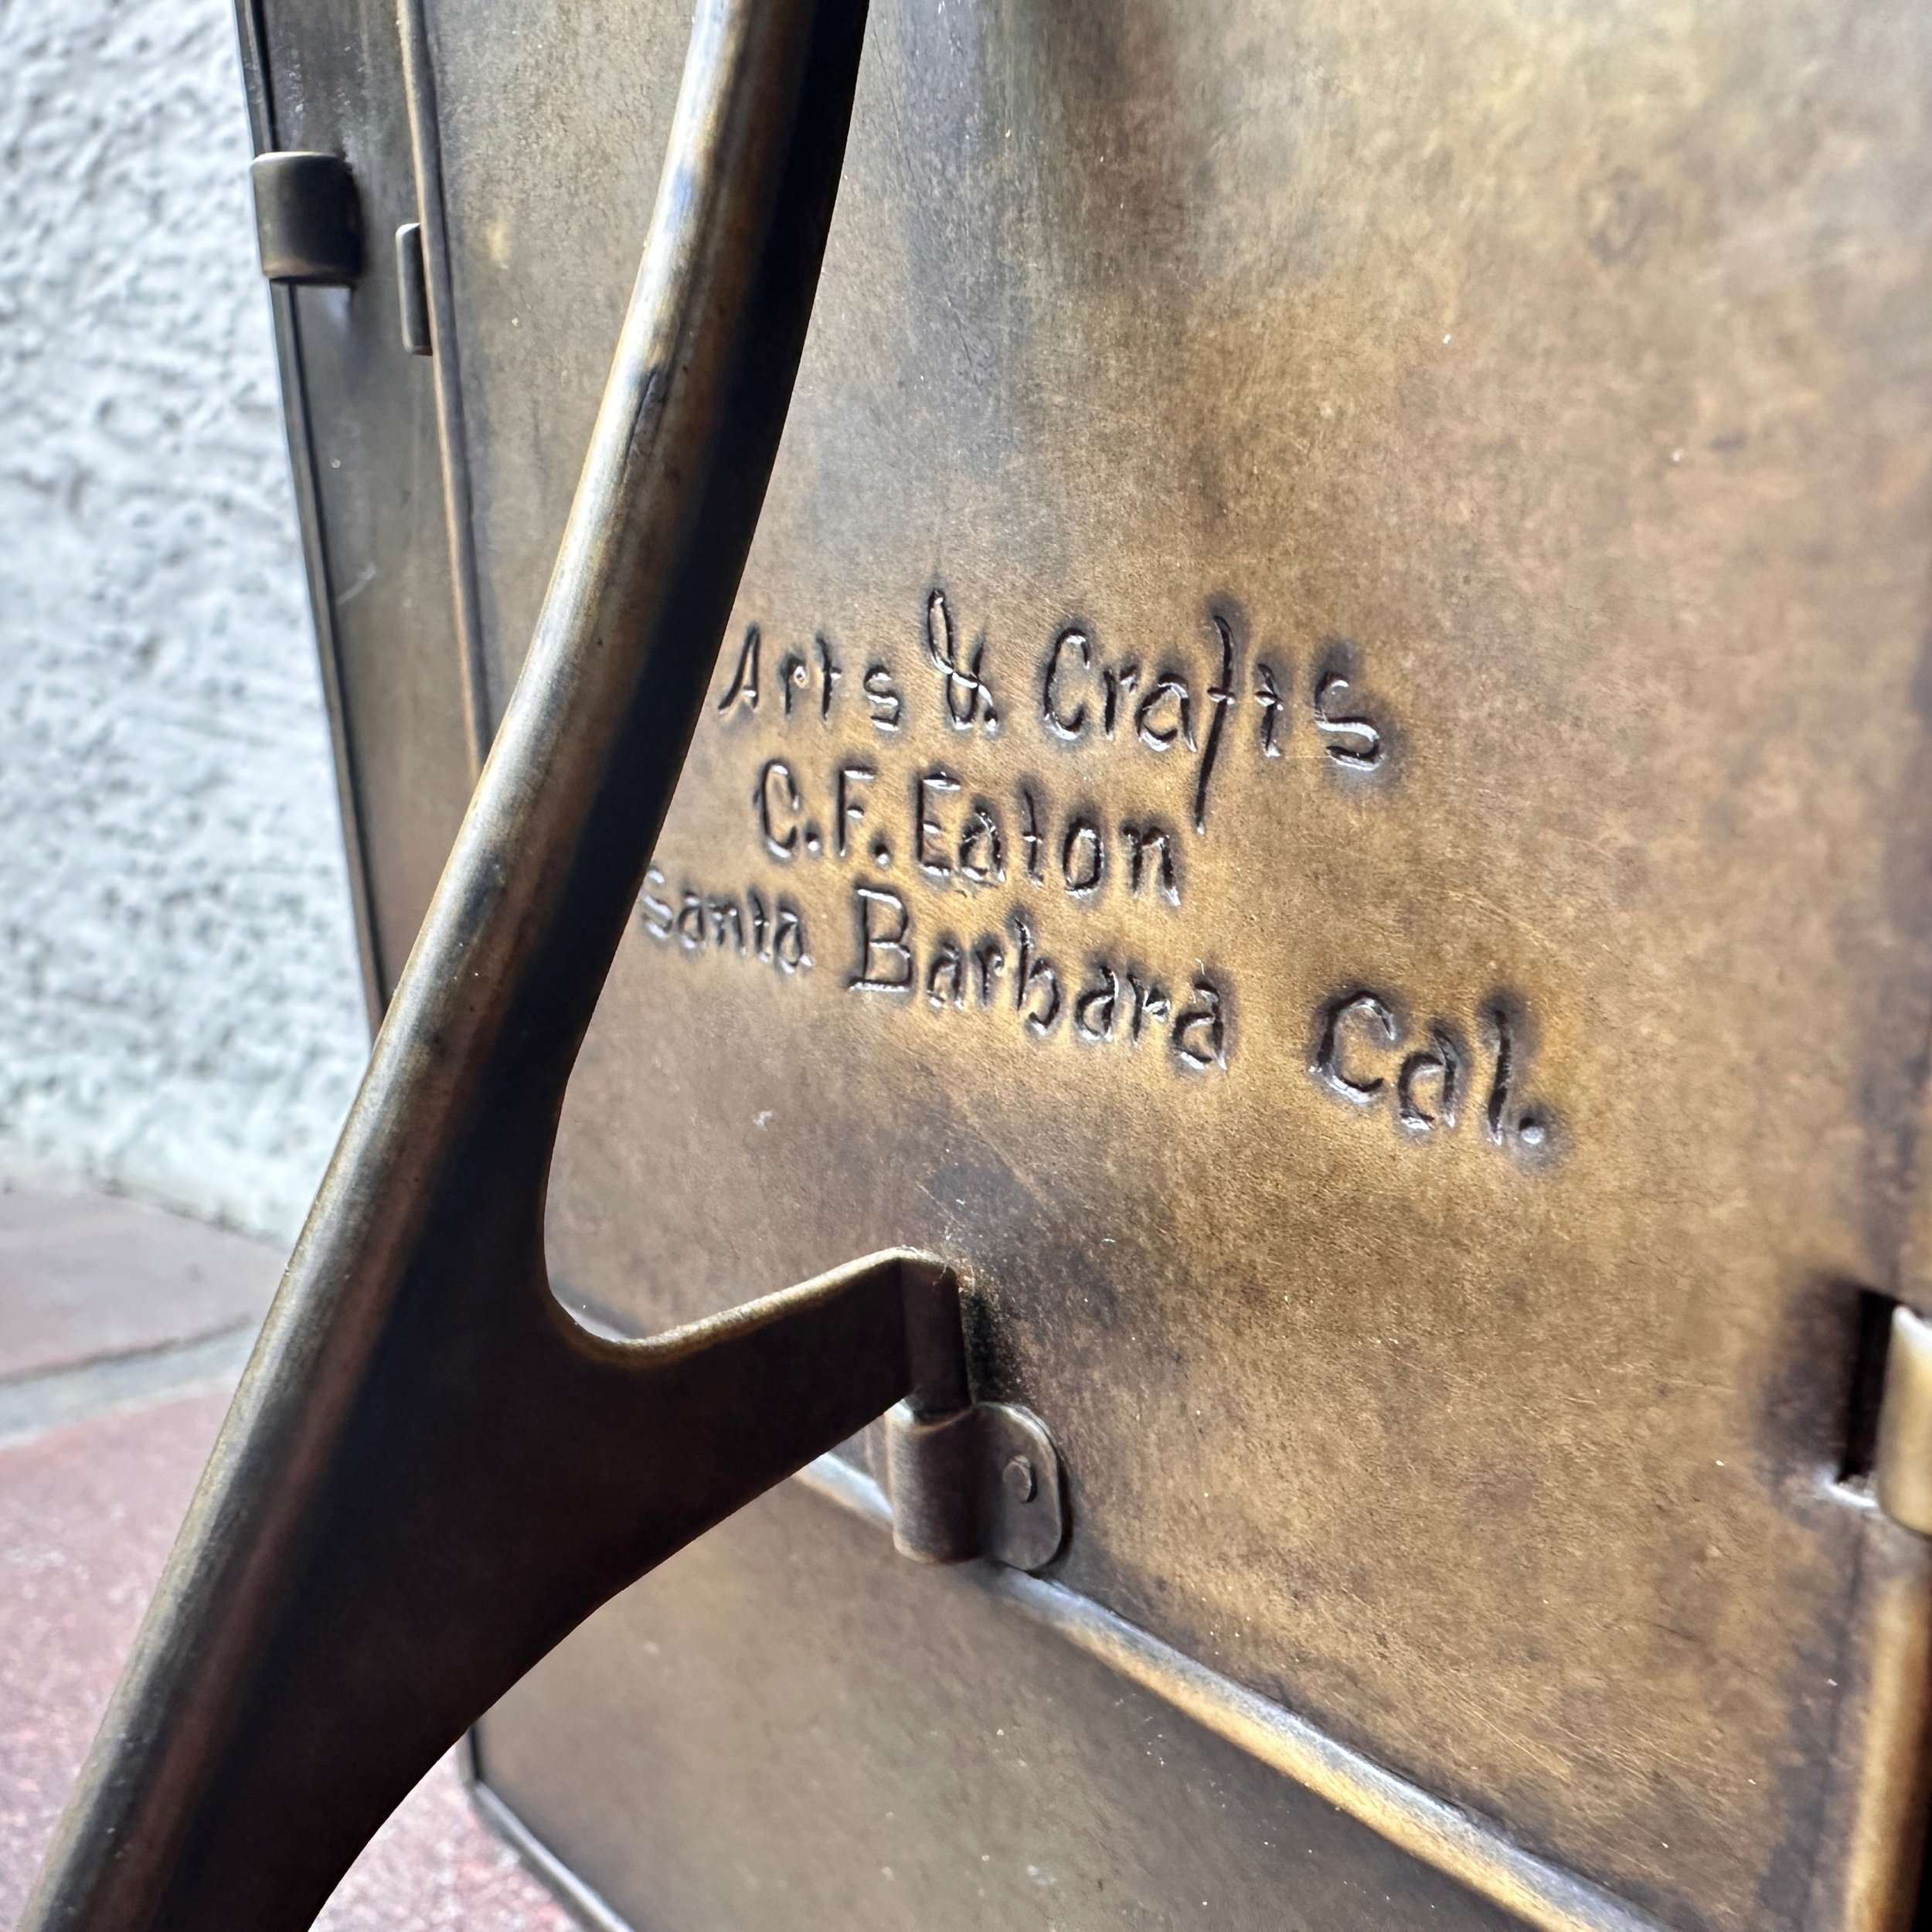 Arts & Crafts
C.F. Eaton
Santa Barbara Cal.